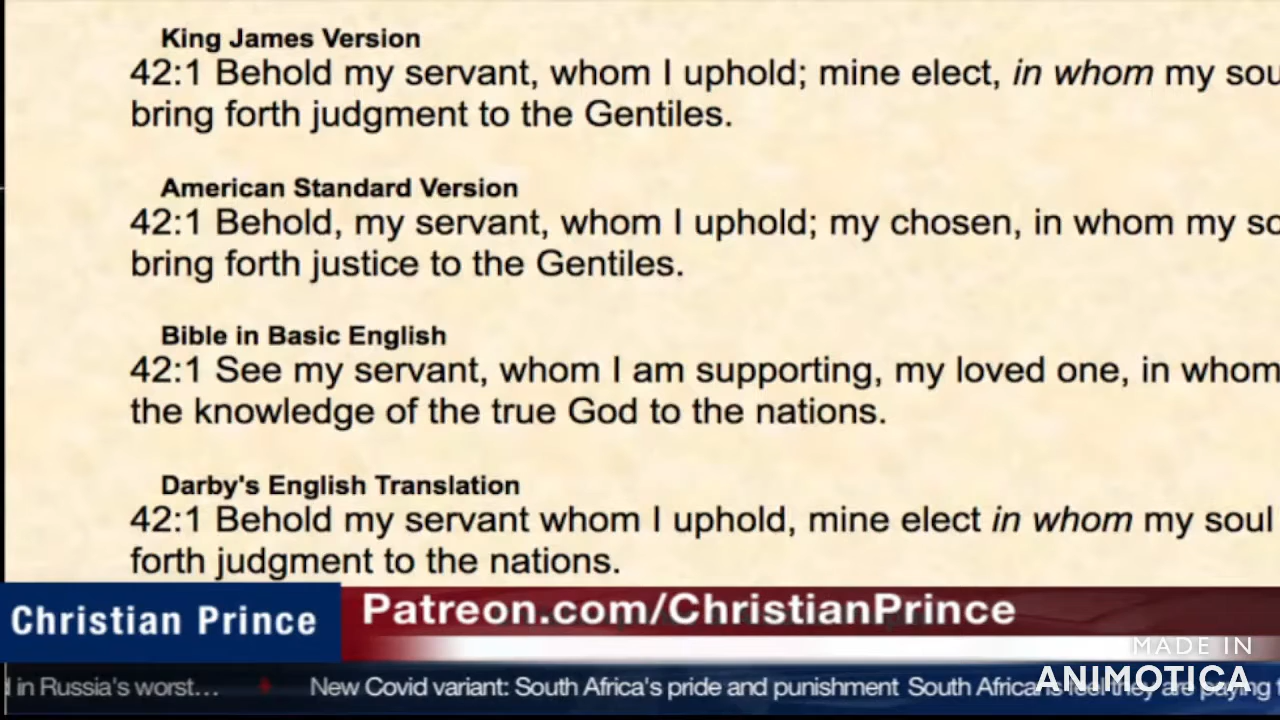 King James Version
42:1 Behold my servant, whom I uphold; mine elect, in whom my sou
bring forth judgment to the Gentiles.
American Standard Version
42:1 Behold, my servant, whom I uphold; my chosen, in whom my so
bring forth justice to the Gentiles.
Bible in Basic English
42:1 See my servant, whom I am supporting, my loved one, in whom
the knowledge of the true God to the nations.
Darby's English Translation
42:1 Behold my servant whom I uphold, mine elect in whom my soul
forth judgment to the nations.
Christian Prince
Patreon.com/ChristianPrince
MADE IN
ANIMOTICA
in Russia's worst... New Covid variant: South Africa's pride and punishment South Africans feel they are paying